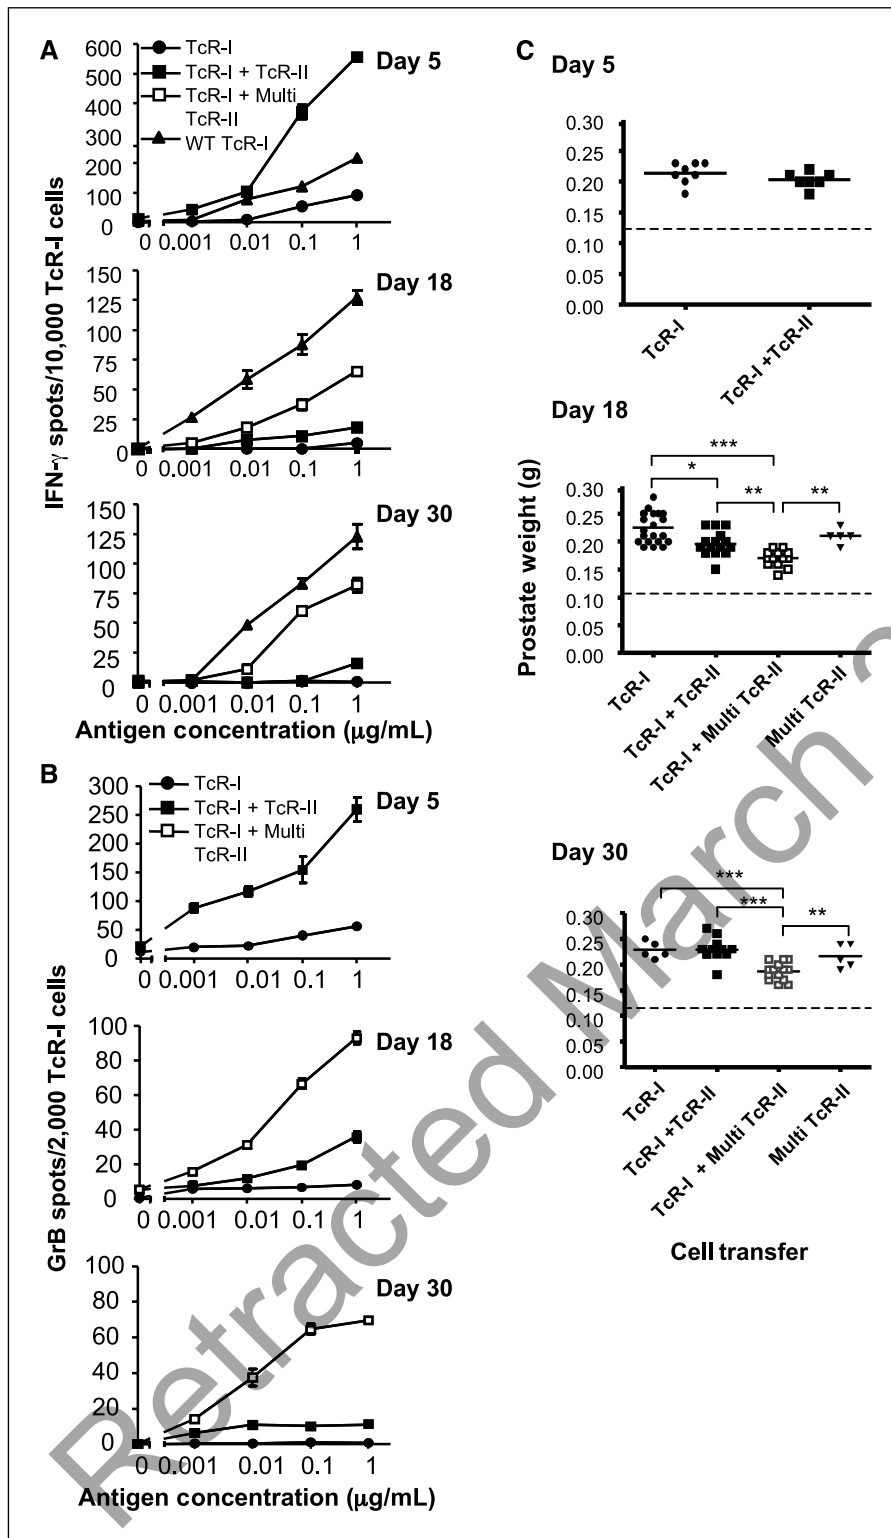 A
600
500
400
300
200
100
0
TcR-I
TcR-I + TcR-II
TcR-I + Multi
TcR-II
WT TcR-I
Day 5
0 0.001 0.01 0.1 1
150
125
100
75
50
25
0
Day 18
0 0.001 0.01 0.1 1
125
100
75
50
25
0
Day 30
0 0.001 0.01 0.1 1
IFN-γ spots/10,000 TcR-I cells
Antigen concentration (μg/mL)
B
300
250
200
150
100
50
0
TcR-I
TcR-I + TcR-II
TcR-I + Multi
TcR-II
Day 5
0 0.001 0.01 0.1 1
100
80
60
40
20
0
Day 18
0 0.001 0.01 0.1 1
100
80
60
40
20
0
Day 30
0 0.001 0.01 0.1 1
GrB spots/2,000 TcR-I cells
Antigen concentration (μg/mL)
C
Day 5
0.30
0.25
0.20
0.15
0.10
0.05
0.00
TcR-I
TcR-I +TcR-II
Day 18
***
*
**
**
0.30
0.25
0.20
0.15
0.10
0.05
0.00
TcR-I
TcR-I + TcR-II
TcR-I + Multi TcR-II
Multi TcR-II
Prostate weight (g)
Day 30
***
***
**
0.30
0.25
0.20
0.15
0.10
0.05
0.00
TcR-I
TcR-I +TcR-II
TcR-I + Multi TcR-II
Multi TcR-II
Cell transfer
Retracted March